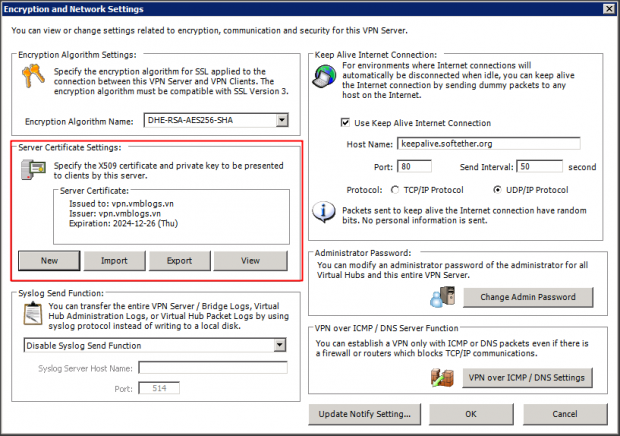 Encryption and Network Settings
You can view or change settings related to encryption, communication and security for this VPN Server.
Encryption Algorithm Settings:
Specify the encryption algorithm for SSL applied to the
connection between this VPN Server and VPN Clients. The
encryption algorithm must be compatible with SSL Version 3.
Encryption Algorithm Name:
DHE-RSA-AES256-SHA
Server Certificate Settings:
Specify the X509 certificate and private key to be presented
to clients by this server.
Server Certificate:
Issued to: vpn.vmblogs.vn
Issuer: vpn.vmblogs.vn
Expiration: 2024-12-26 (Thu)
New
Import
Export
View
Syslog Send Function:
You can transfer the entire VPN Server / Bridge Logs, Virtual
Hub Administration Logs, or Virtual Hub Packet Logs by using
syslog protocol instead of writing to a local disk.
Disable Syslog Send Function
Syslog Server Host Name:
Port:
514
Keep Alive Internet Connection:
For environments where Internet connections will
automatically be disconnected when idle, you can keep alive
the Internet connection by sending dummy packets to any
host on the Internet.
Use Keep Alive Internet Connection
Host Name:
keepalive.softether.org
Port:
80
Send Interval:
50
second
Protocol:
TCP/IP Protocol
UDP/IP Protocol
Packets sent to keep alive the Internet connection have random
bits. No personal information is sent.
Administrator Password:
You can modify an administrator password of the administrator for all
Virtual Hubs and this entire VPN Server.
Change Admin Password
VPN over ICMP / DNS Server Function
You can establish a VPN only with ICMP or DNS packets even if there is
a firewall or routers which blocks TCP/IP communications.
VPN over ICMP / DNS Settings
Update Notify Setting...
OK
Cancel